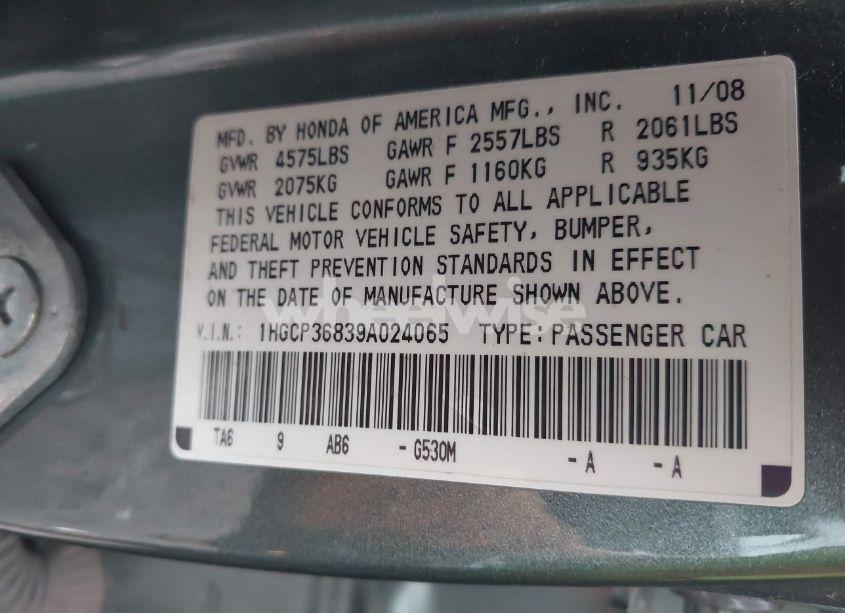 MFD. BY HONDA OF AMERICA MFG., INC. 11/08
GVWR 4575LBS GAWR F 2557LBS R 2061LBS
GVWR 2075KG GAWR F 1160KG R 935KG
THIS VEHICLE CONFORMS TO ALL APPLICABLE
FEDERAL MOTOR VEHICLE SAFETY, BUMPER,
AND THEFT PREVENTION STANDARDS IN EFFECT
ON THE DATE OF MANUFACTURE SHOWN ABOVE.
wheelwise
V.I.N.: 1HGCP36839A024065 TYPE: PASSENGER CAR
TA6 9 AB6 - G530M - A - A